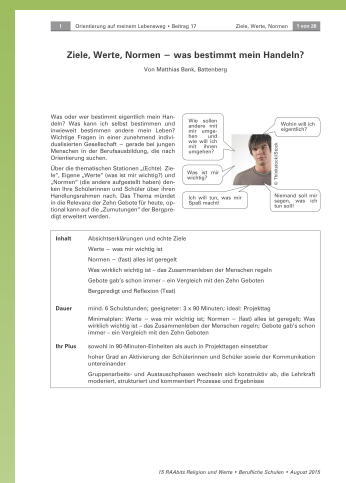 I Orientierung auf meinem Lebensweg • Beitrag 17 Ziele, Werte, Normen 1 von 28
Ziele, Werte, Normen – was bestimmt mein Handeln?
Von Matthias Bank, Battenberg
Was oder wer bestimmt eigentlich mein Han-
deln? Was kann ich selbst bestimmen und
inwieweit bestimmen andere mein Leben?
Wichtige Fragen in einer zunehmend indivi-
dualisierten Gesellschaft – gerade bei jungen
Menschen in der Berufsausbildung, die nach
Orientierung suchen.
Über die thematischen Stationen „(Echte) Zie-
le“, Eigene „Werte“ (was ist mir wichtig?) und
„Normen“ (die andere aufgestellt haben) den-
ken Ihre Schülerinnen und Schüler über ihren
Handlungsrahmen nach. Das Thema mündet
in die Relevanz der Zehn Gebote für heute, op-
tional kann auf die „Zumutungen“ der Bergpre-
digt erweitert werden.
Wie sollen
andere mit
mir umge-
hen und
wie will ich
mit ihnen
umgehen?
Wohin will ich
eigentlich?
Was ist mir
wichtig?
Ich will tun, was mir
Spaß macht!
Niemand soll mir
sagen, was ich
tun soll!
© Thinkstock/iStock
Inhalt Absichtserklärungen und echte Ziele
Werte – was mir wichtig ist
Normen – (fast) alles ist geregelt
Was wirklich wichtig ist – das Zusammenleben der Menschen regeln
Gebote gab's schon immer – ein Vergleich mit den Zehn Geboten
Bergpredigt und Reflexion (Test)
Dauer mind. 6 Schulstunden; geeigneter: 3 x 90 Minuten; ideal: Projekttag
Minimalplan: Werte – was mir wichtig ist; Normen – (fast) alles ist geregelt; Was
wirklich wichtig ist – das Zusammenleben der Menschen regeln; Gebote gab's schon
immer – ein Vergleich mit den Zehn Geboten
Ihr Plus sowohl in 90-Minuten-Einheiten als auch in Projekttagen einsetzbar
hoher Grad an Aktivierung der Schülerinnen und Schüler sowie der Kommunikation
untereinander
Gruppenarbeits- und Austauschphasen wechseln sich konstruktiv ab, die Lehrkraft
moderiert, strukturiert und kommentiert Prozesse und Ergebnisse
15 RAAbits Religion und Werte • Berufliche Schulen • August 2015